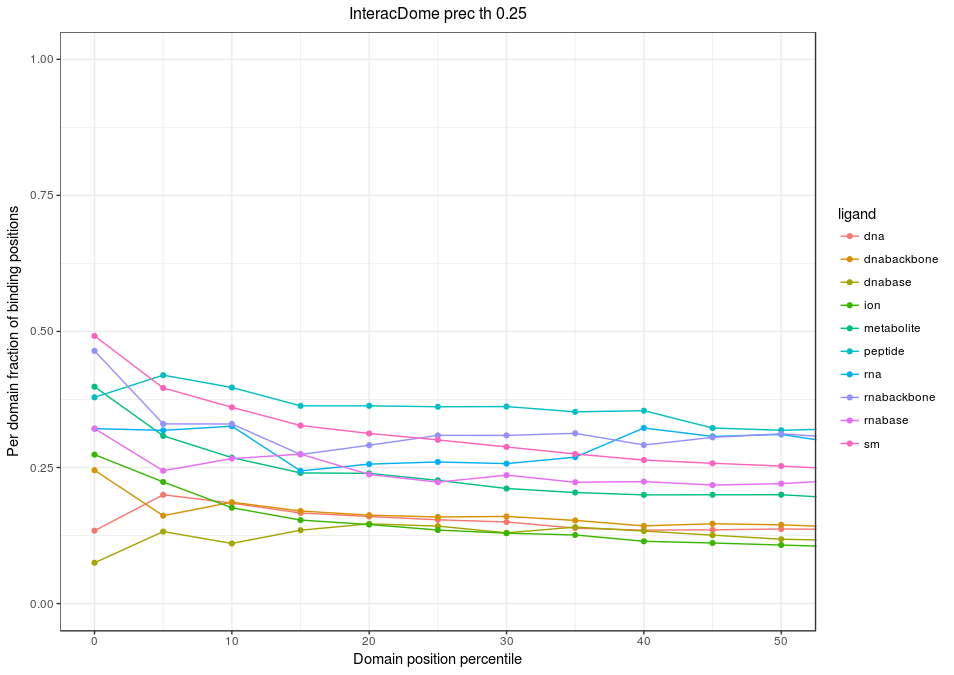 InteracDome prec th 0.25
Per domain fraction of binding positions
1.00
0.75
0.50
0.25
0.00
0 10 20 30 40 50
Domain position percentile
ligand
dna
dnabackbone
dnabase
ion
metabolite
peptide
rna
rnabackbone
rnabase
sm